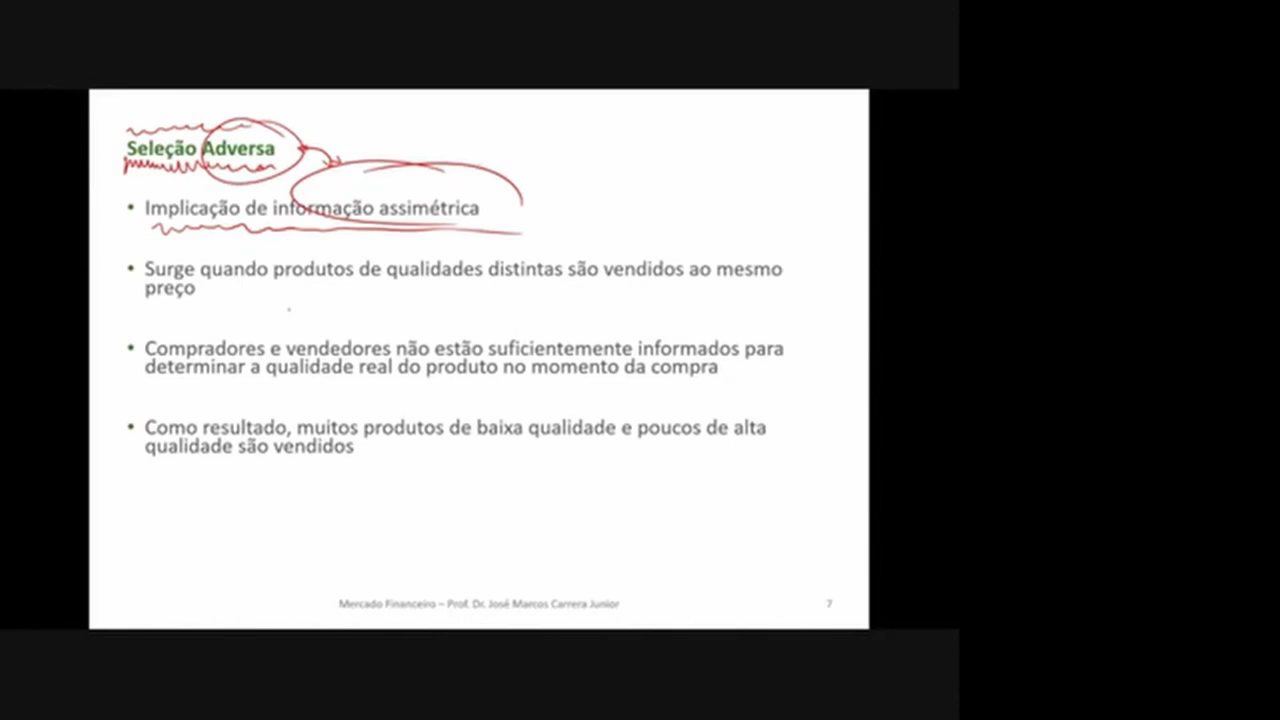 Seleção Adversa
• Implicação de informação assimétrica
• Surge quando produtos de qualidades distintas são vendidos ao mesmo
preço
• Compradores e vendedores não estão suficientemente informados para
determinar a qualidade real do produto no momento da compra
• Como resultado, muitos produtos de baixa qualidade e poucos de alta
qualidade são vendidos
Mercado Financeiro – Prof. Dr. José Marcos Carrera Junior
7